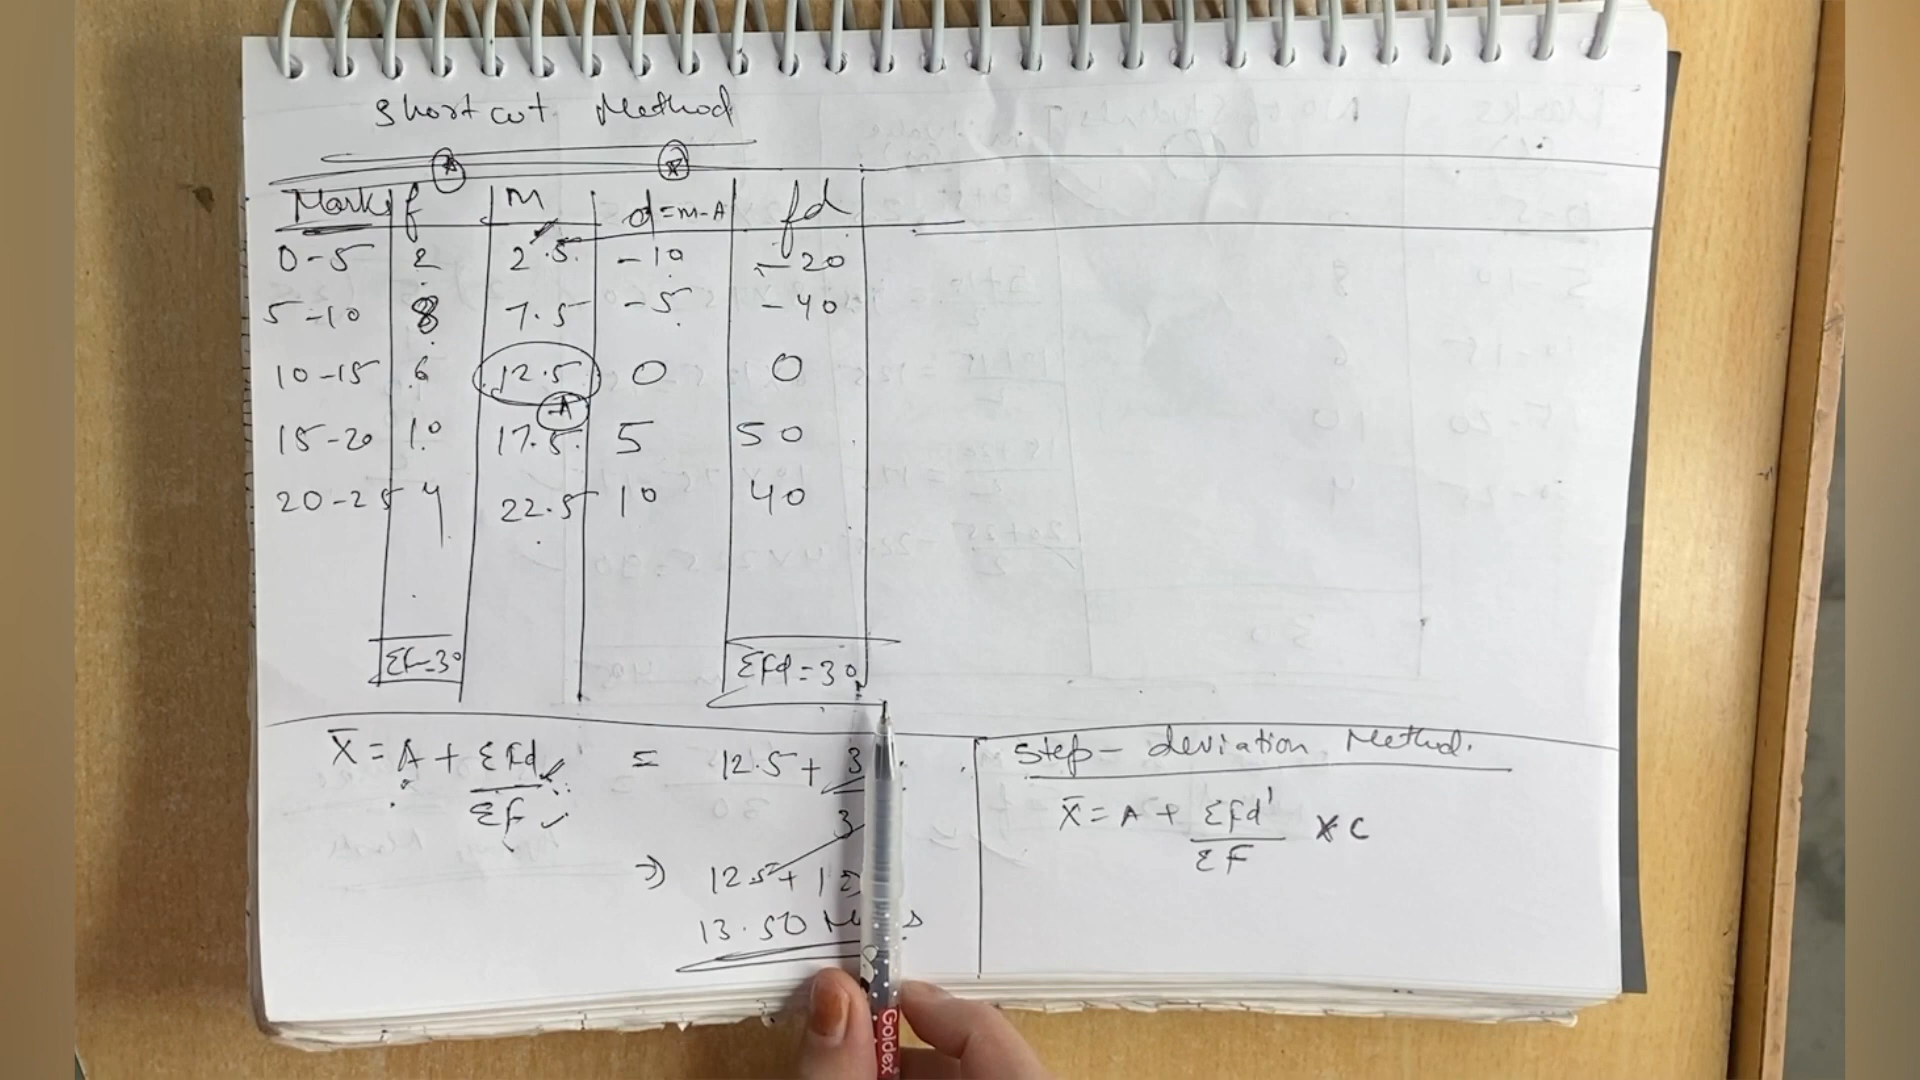 Short cut Method
Marks f M d=m-A fd
0-5 2 2.5 -10 -20
5-10 8 7.5 -5 -40
10-15 6 12.5 0 0
A
15-20 10 17.5 5 50
20-25 4 22.5 10 40
Σf=30 Σfd=30
X̄ = A + Σfd = 12.5+ 3
Σf 3
⇒ 12.5+1
13.50
Step-deviation Method.
X̄ = A + Σfd' × C
Σf
Goldex